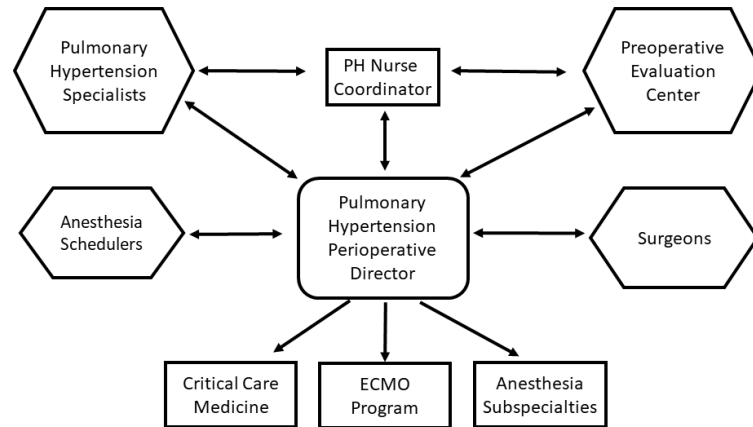 Pulmonary
Hypertension
Specialists
PH Nurse
Coordinator
Preoperative
Evaluation
Center
Anesthesia
Schedulers
Pulmonary
Hypertension
Perioperative
Director
Surgeons
Critical Care
Medicine
ECMO
Program
Anesthesia
Subspecialties